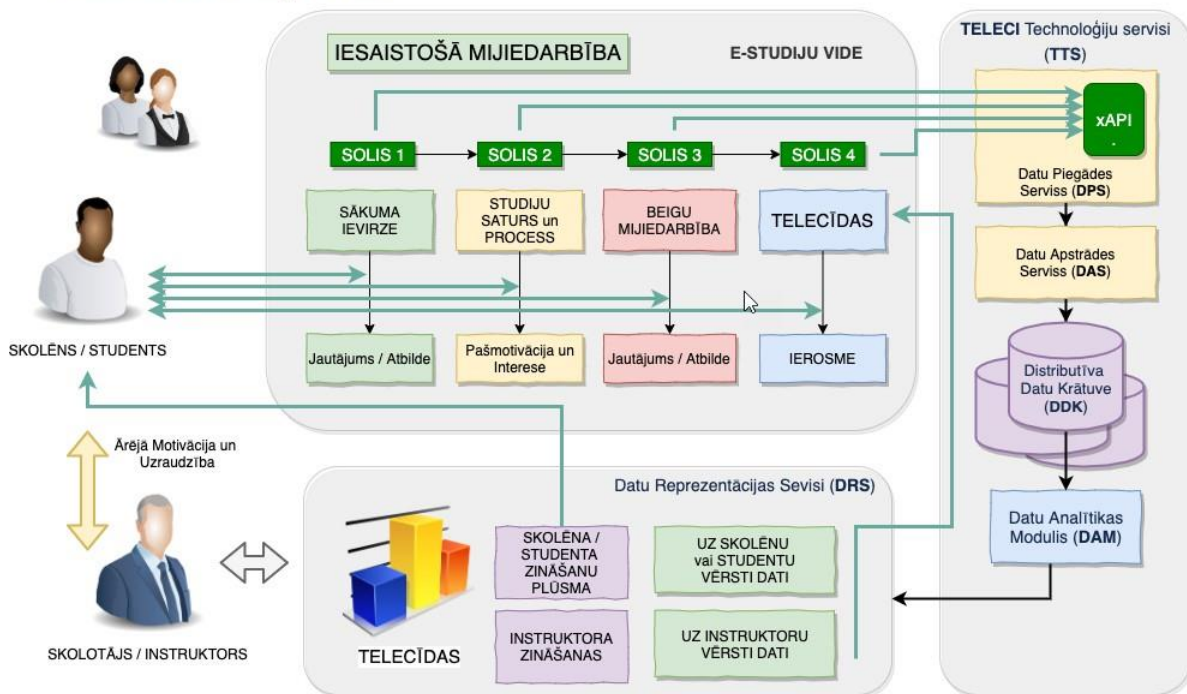 IESAISTOŠĀ MIJIEDARBĪBA
E-STUDIJU VIDE
SOLIS 1
SOLIS 2
SOLIS 3
SOLIS 4
SĀKUMA
IEVIRZE
STUDIJU
SATURS un
PROCESS
BEIGU
MIJIEDARBĪBA
TELECĪDAS
Jautājums / Atbilde
Pašmotivācija un
Interese
Jautājums / Atbilde
IEROSME
SKOLĒNS / STUDENTS
Ārējā Motivācija un
Uzraudzība
SKOLOTĀJS / INSTRUKTORS
Datu Reprezentācijas Sevisi (DRS)
TELECĪDAS
SKOLĒNA /
STUDENTA
ZINĀŠANU
PLŪSMA
UZ SKOLĒNU
vai STUDENTU
VĒRSTI DATI
INSTRUKTORA
ZINĀŠANAS
UZ INSTRUKTORU
VĒRSTI DATI
TELECI Technoloģiju servisi
(TTS)
xAPI
.
Datu Piegādes
Serviss (DPS)
Datu Apstrādes
Serviss (DAS)
Distributīva
Datu Krātuve
(DDK)
Datu Analītikas
Modulis (DAM)